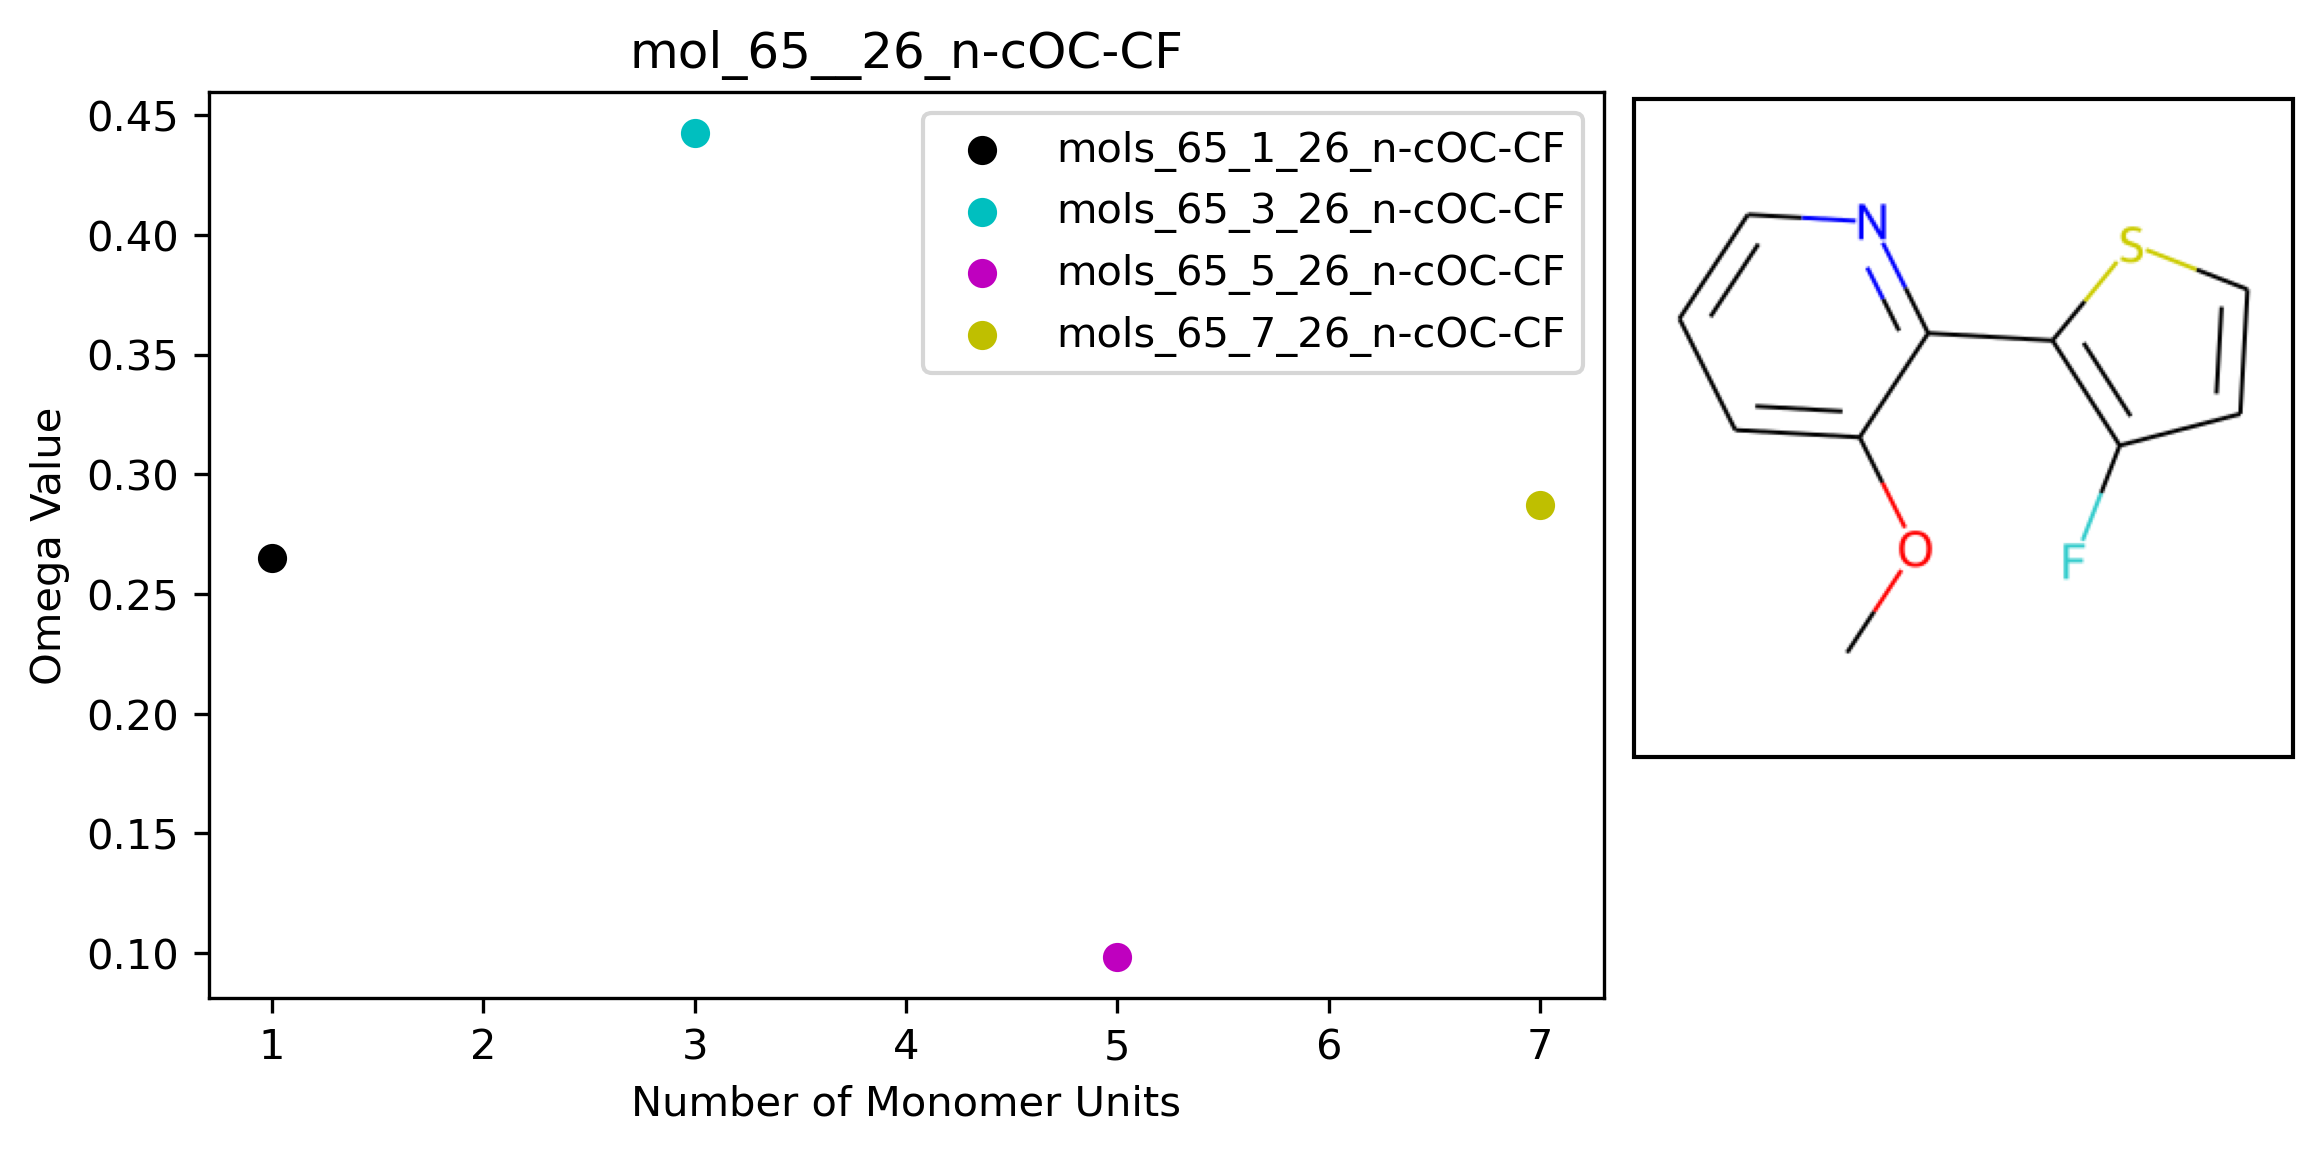 mol_65__26_n-cOC-CF
0.45
0.40
0.35
0.30
0.25
0.20
0.15
0.10
Omega Value
1 2 3 4 5 6 7
Number of Monomer Units
mols_65_1_26_n-cOC-CF
mols_65_3_26_n-cOC-CF
mols_65_5_26_n-cOC-CF
mols_65_7_26_n-cOC-CF
N
S
O
F